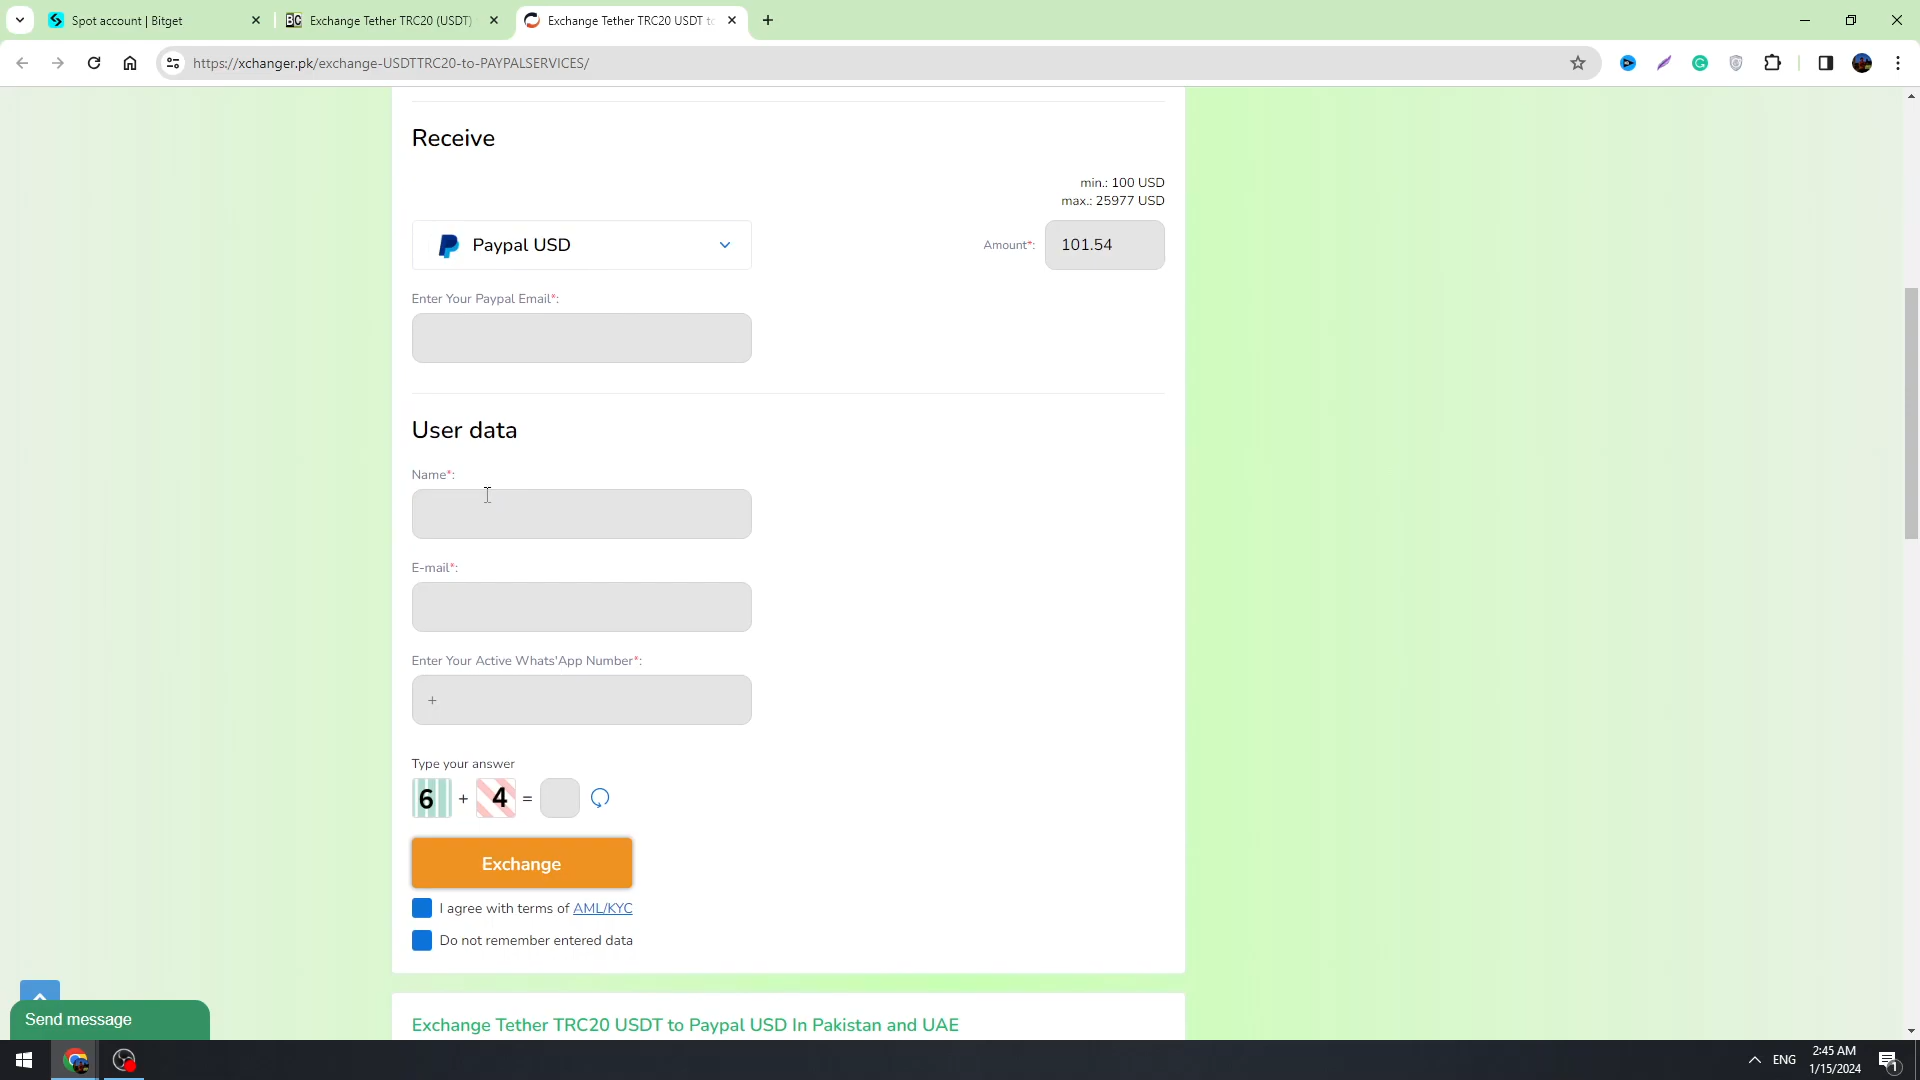 Spot account | Bitget
Exchange Tether TRC20 (USDT)
Exchange Tether TRC20 USDT to
https://xchanger.pk/exchange-USDTTRC20-to-PAYPALSERVICES/
Receive
min.: 100 USD
max.: 25977 USD
Paypal USD
Amount*:
101.54
Enter Your Paypal Email*:
User data
Name*:
E-mail*:
Enter Your Active Whats'App Number*:
+
Type your answer
6 + 4 =
Exchange
I agree with terms of AML/KYC
Do not remember entered data
Send message
Exchange Tether TRC20 USDT to Paypal USD In Pakistan and UAE
ENG
2:45 AM
1/15/2024
1